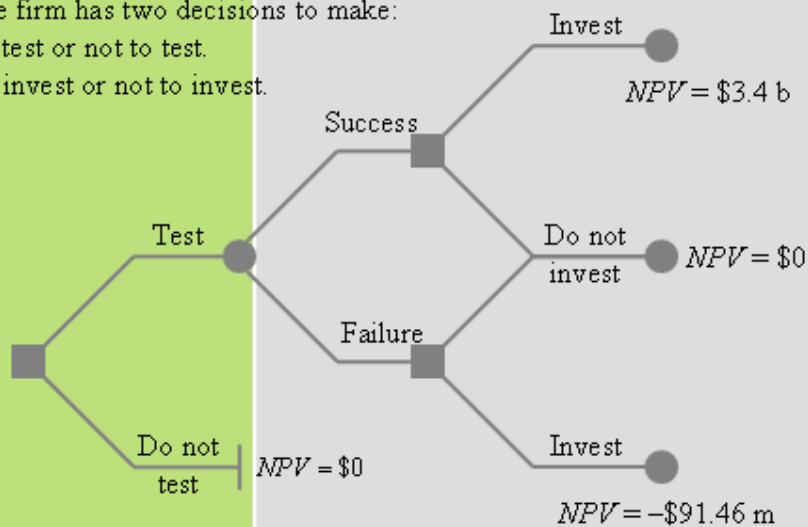 e firm has two decisions to make:
test or not to test.
invest or not to invest.
Invest
NPV = $3.4 b
Success
Test
Do not
invest
NPV = $0
Failure
Do not
test
NPV = $0
Invest
NPV = –$91.46 m